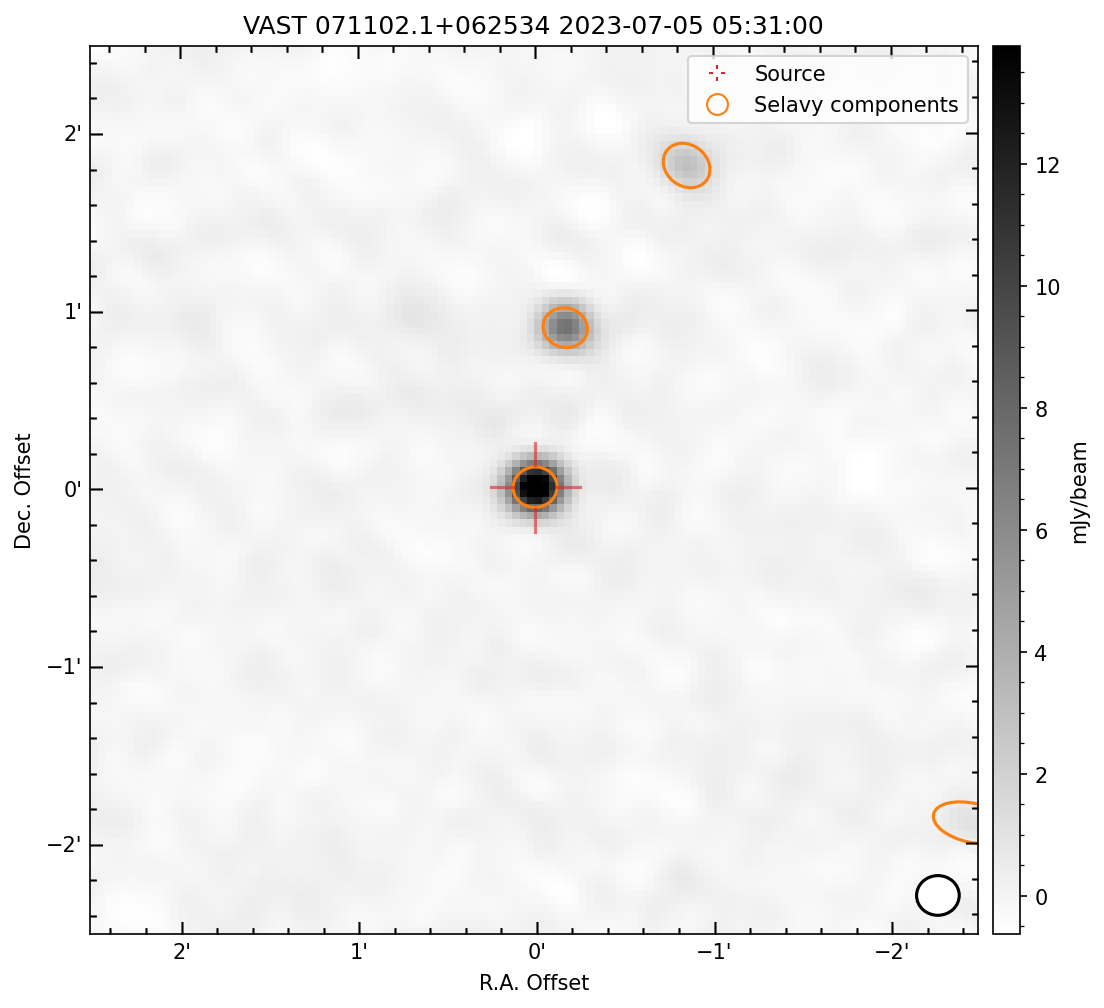 VAST 071102.1+062534 2023-07-05 05:31:00
Source
Selavy components
2'
1'
0'
−1'
−2'
Dec. Offset
2'
1'
0'
−1'
−2'
R.A. Offset
12
10
8
6
4
2
0
mJy/beam